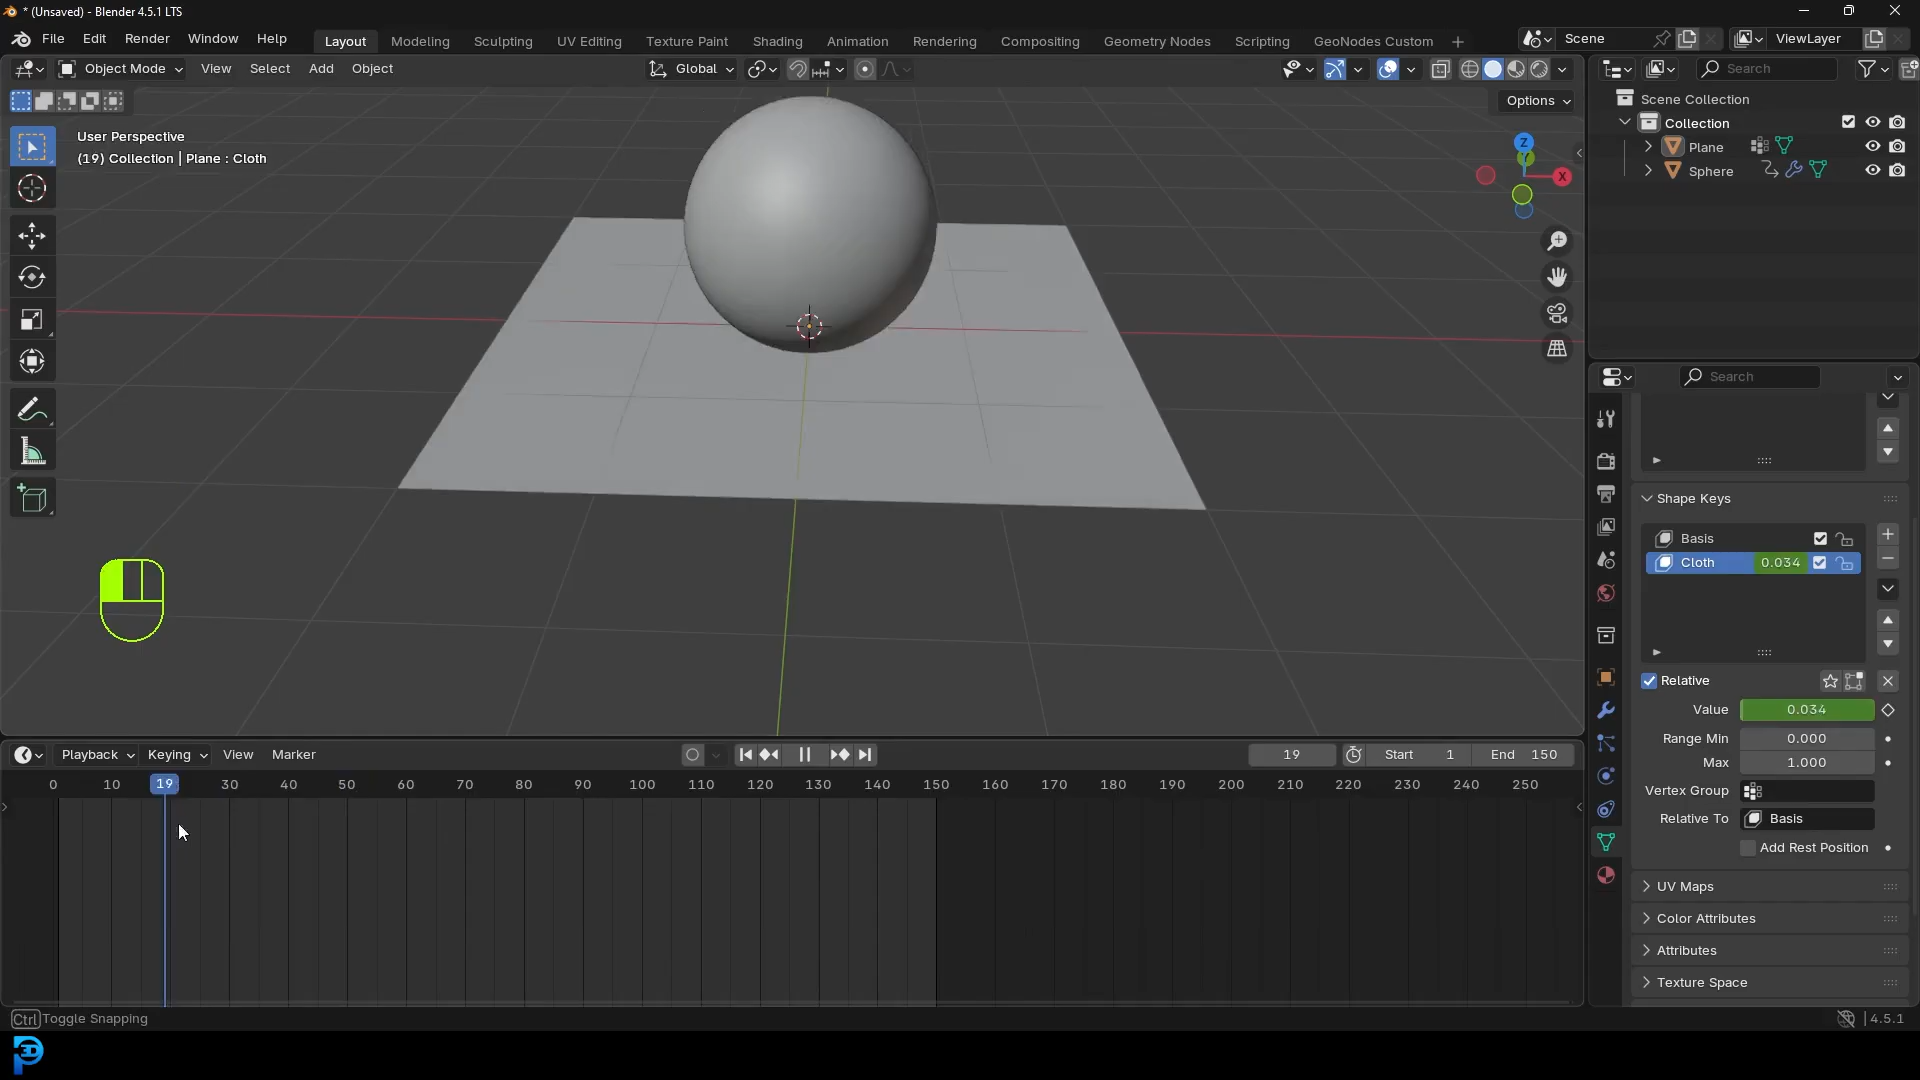 * (Unsaved) - Blender 4.5.1 LTS
File Edit Render Window Help
Layout Modeling Sculpting UV Editing Texture Paint Shading Animation Rendering Compositing Geometry Nodes Scripting GeoNodes Custom
Scene
ViewLayer
Object Mode View Select Add Object
Global
Search
Options
User Perspective
(19) Collection | Plane : Cloth
Z
X
Scene Collection
Collection
Plane
Sphere
Search
Shape Keys
Basis
Cloth 0.034
Relative
Value 0.034
Range Min 0.000
Max 1.000
Vertex Group
Relative To Basis
Add Rest Position
UV Maps
Color Attributes
Attributes
Texture Space
Playback Keying View Marker
19 Start 1 End 150
0 10 19 30 40 50 60 70 80 90 100 110 120 130 140 150 160 170 180 190 200 210 220 230 240 250
Ctrl Toggle Snapping
4.5.1
3D